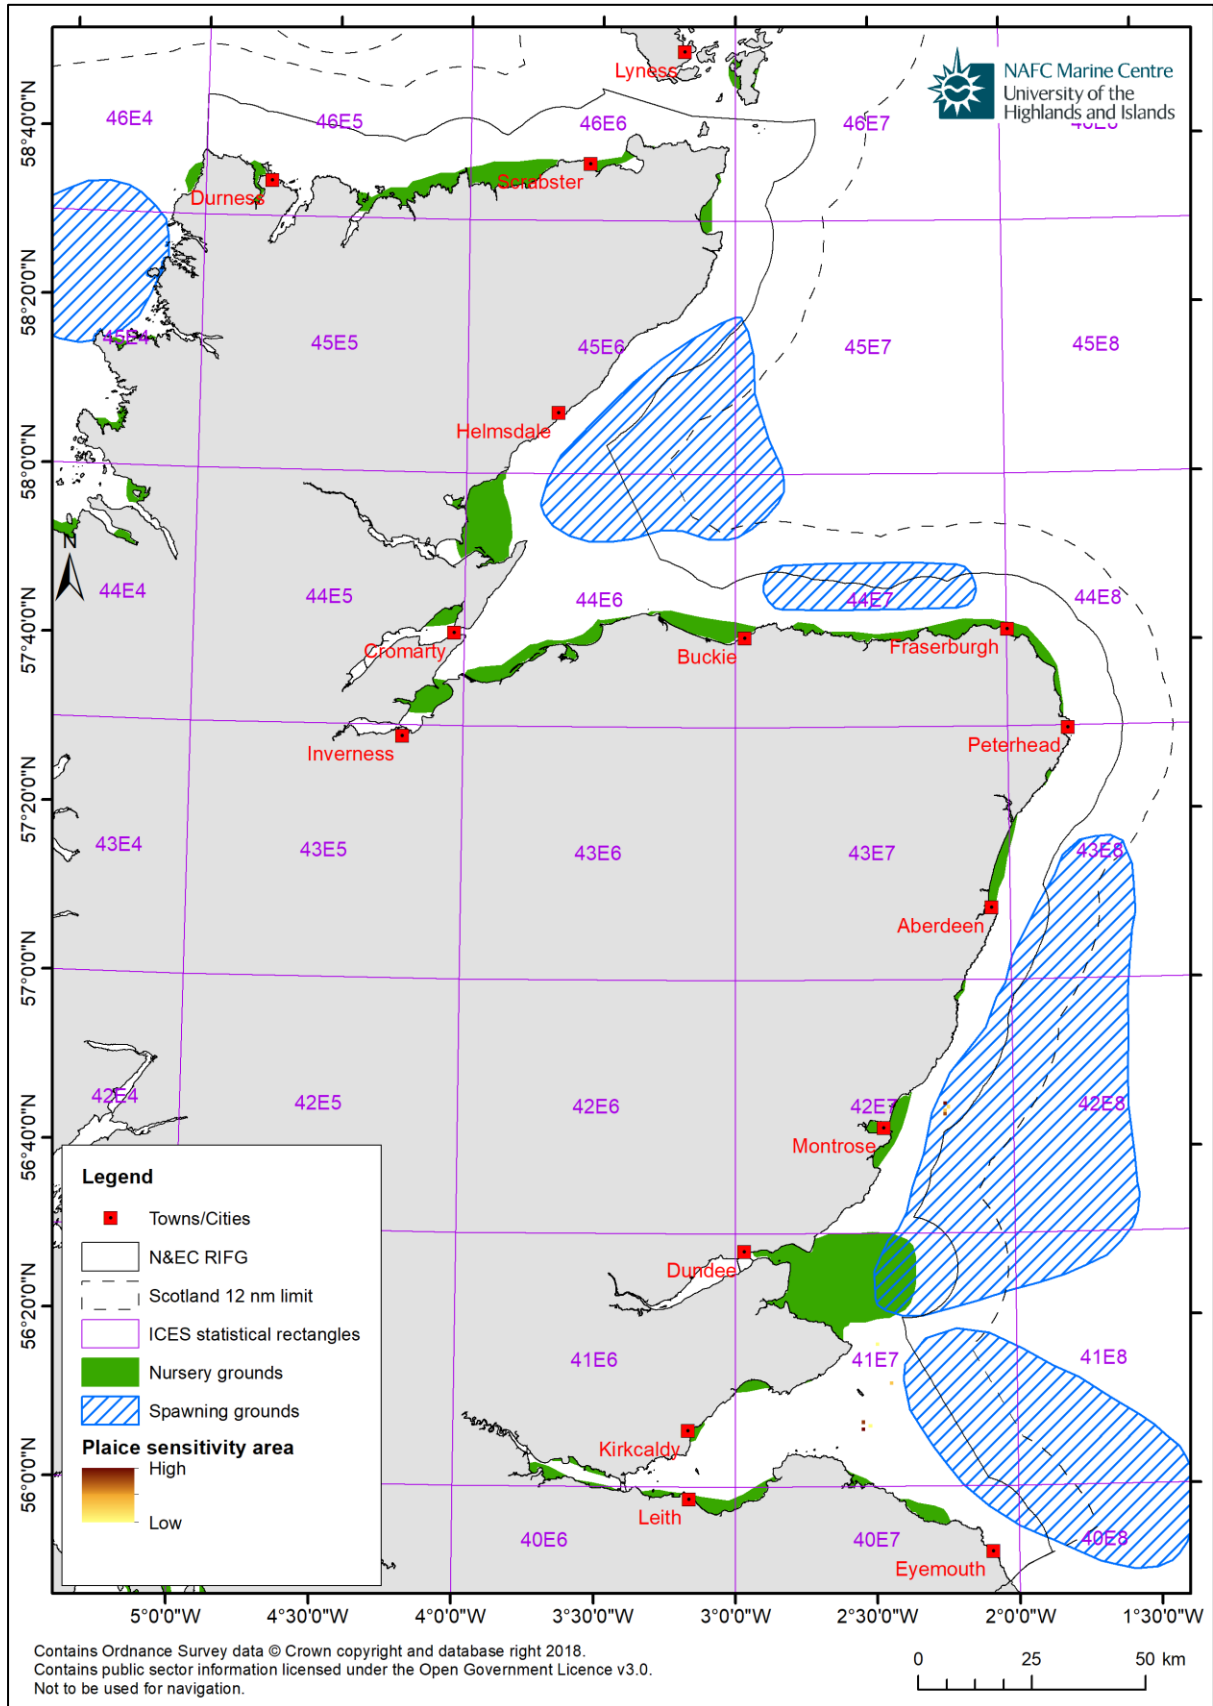 Lyness
NAFC Marine Centre
University of the
Highlands and Islands
58°40'0"N
46E4
46E5
46E6
46E7
Durness
Scrabster
58°20'0"N
45E4
45E5
45E6
45E7
45E8
Helmsdale
58°0'0"N
N
44E4
44E5
44E6
44E7
44E8
57°40'0"N
Cromarty
Buckie
Fraserburgh
Inverness
Peterhead
57°20'0"N
43E4
43E5
43E6
43E7
43E8
Aberdeen
57°0'0"N
42E4
42E5
42E6
42E7
42E8
56°40'0"N
Montrose
Legend
Towns/Cities
N&EC RIFG
Scotland 12 nm limit
ICES statistical rectangles
Nursery grounds
Spawning grounds
Plaice sensitivity area
High
Low
Dundee
56°20'0"N
41E6
41E7
41E8
Kirkcaldy
56°0'0"N
Leith
40E6
40E7
40E8
Eyemouth
5°0'0"W
4°30'0"W
4°0'0"W
3°30'0"W
3°0'0"W
2°30'0"W
2°0'0"W
1°30'0"W
Contains Ordnance Survey data © Crown copyright and database right 2018.
Contains public sector information licensed under the Open Government Licence v3.0.
Not to be used for navigation.
0 25 50 km